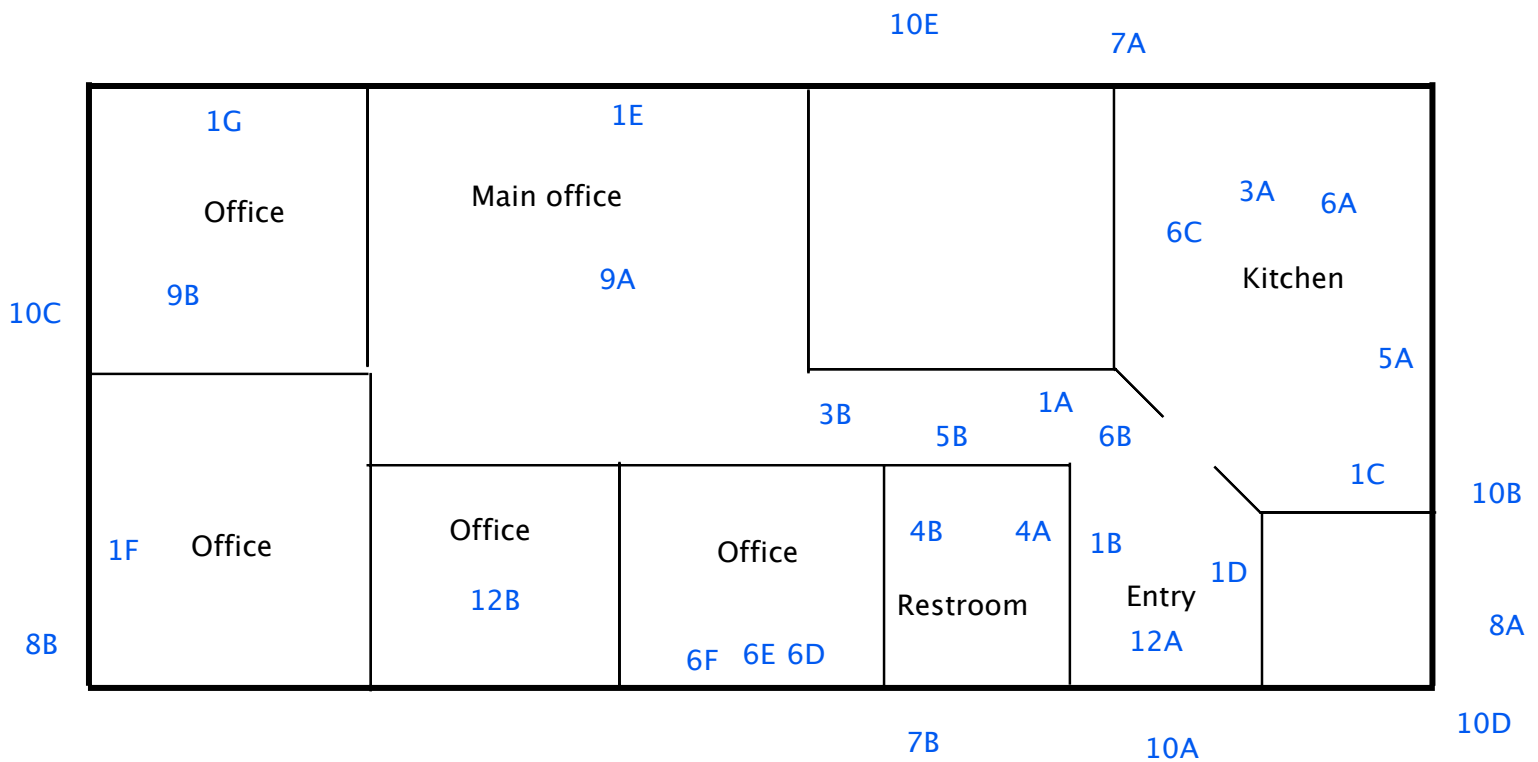 10E
7A
1G
1E
Main office
Office
3A
6A
6C
Kitchen
9A
9B
10C
5A
1A
3B
5B
6B
1C
10B
Office
4B
4A
1B
Office
1F
Office
1D
12B
Entry
Restroom
8A
12A
8B
6F
6E
6D
10D
7B
10A